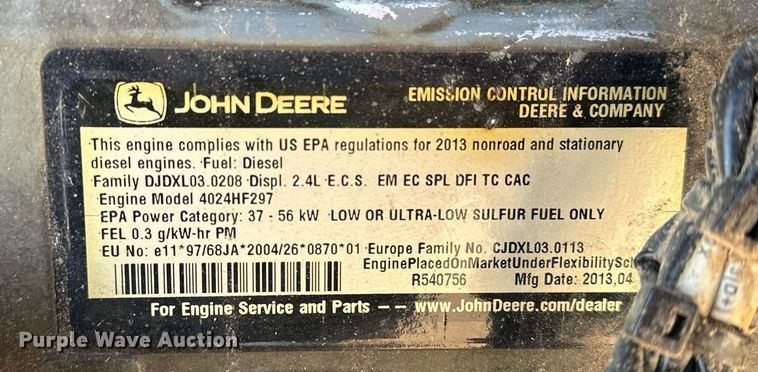 JOHN DEERE
EMISSION CONTROL INFORMATION
DEERE & COMPANY
This engine complies with US EPA regulations for 2013 nonroad and stationary
diesel engines. Fuel: Diesel
Family DJDXL03.0208 Displ. 2.4L E.C.S. EM EC SPL DFI TC CAC
Engine Model 4024HF297
EPA Power Category: 37 - 56 kW LOW OR ULTRA-LOW SULFUR FUEL ONLY
FEL 0.3 g/kW-hr PM
EU No: e11*97/68JA*2004/26*0870*01 Europe Family No. CJDXL03.0113
EnginePlacedOnMarketUnderFlexibilitySch
R540756 Mfg Date: 2013,04
For Engine Service and Parts -- www.JohnDeere.com/dealer
Purple Wave Auction